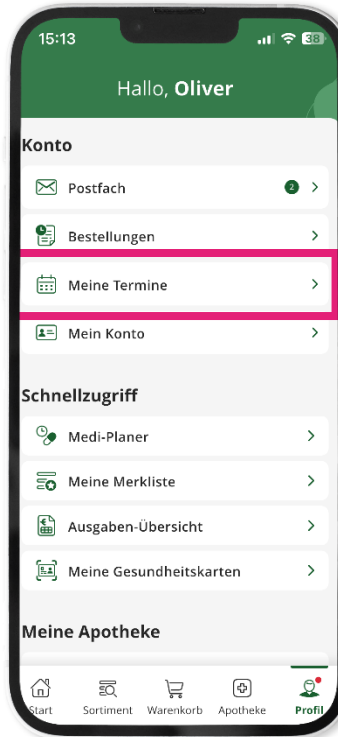 15:13
38
Hallo, Oliver
Konto
Postfach
2
Bestellungen
Meine Termine
Mein Konto
Schnellzugriff
Medi-Planer
Meine Merkliste
Ausgaben-Übersicht
Meine Gesundheitskarten
Meine Apotheke
Start Sortiment Warenkorb Apotheke Profil